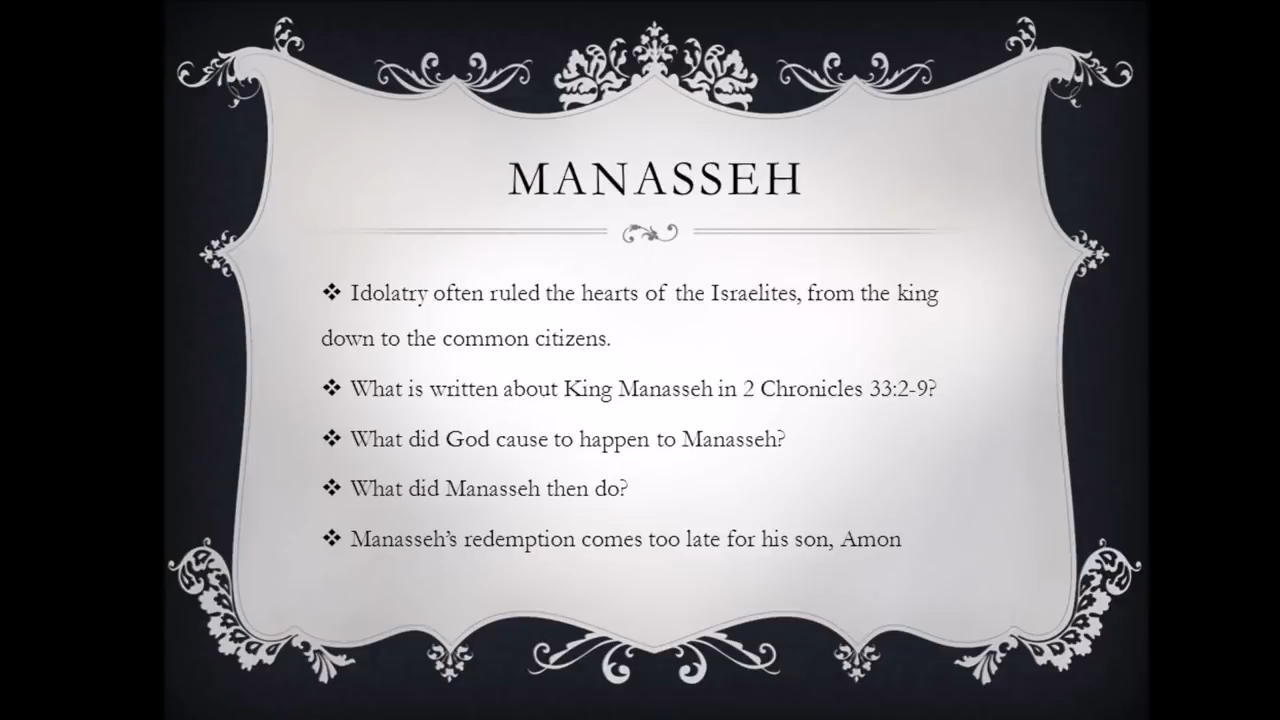 MANASSEH
❖ Idolatry often ruled the hearts of the Israelites, from the king
down to the common citizens.
❖ What is written about King Manasseh in 2 Chronicles 33:2-9?
❖ What did God cause to happen to Manasseh?
❖ What did Manasseh then do?
❖ Manasseh’s redemption comes too late for his son, Amon